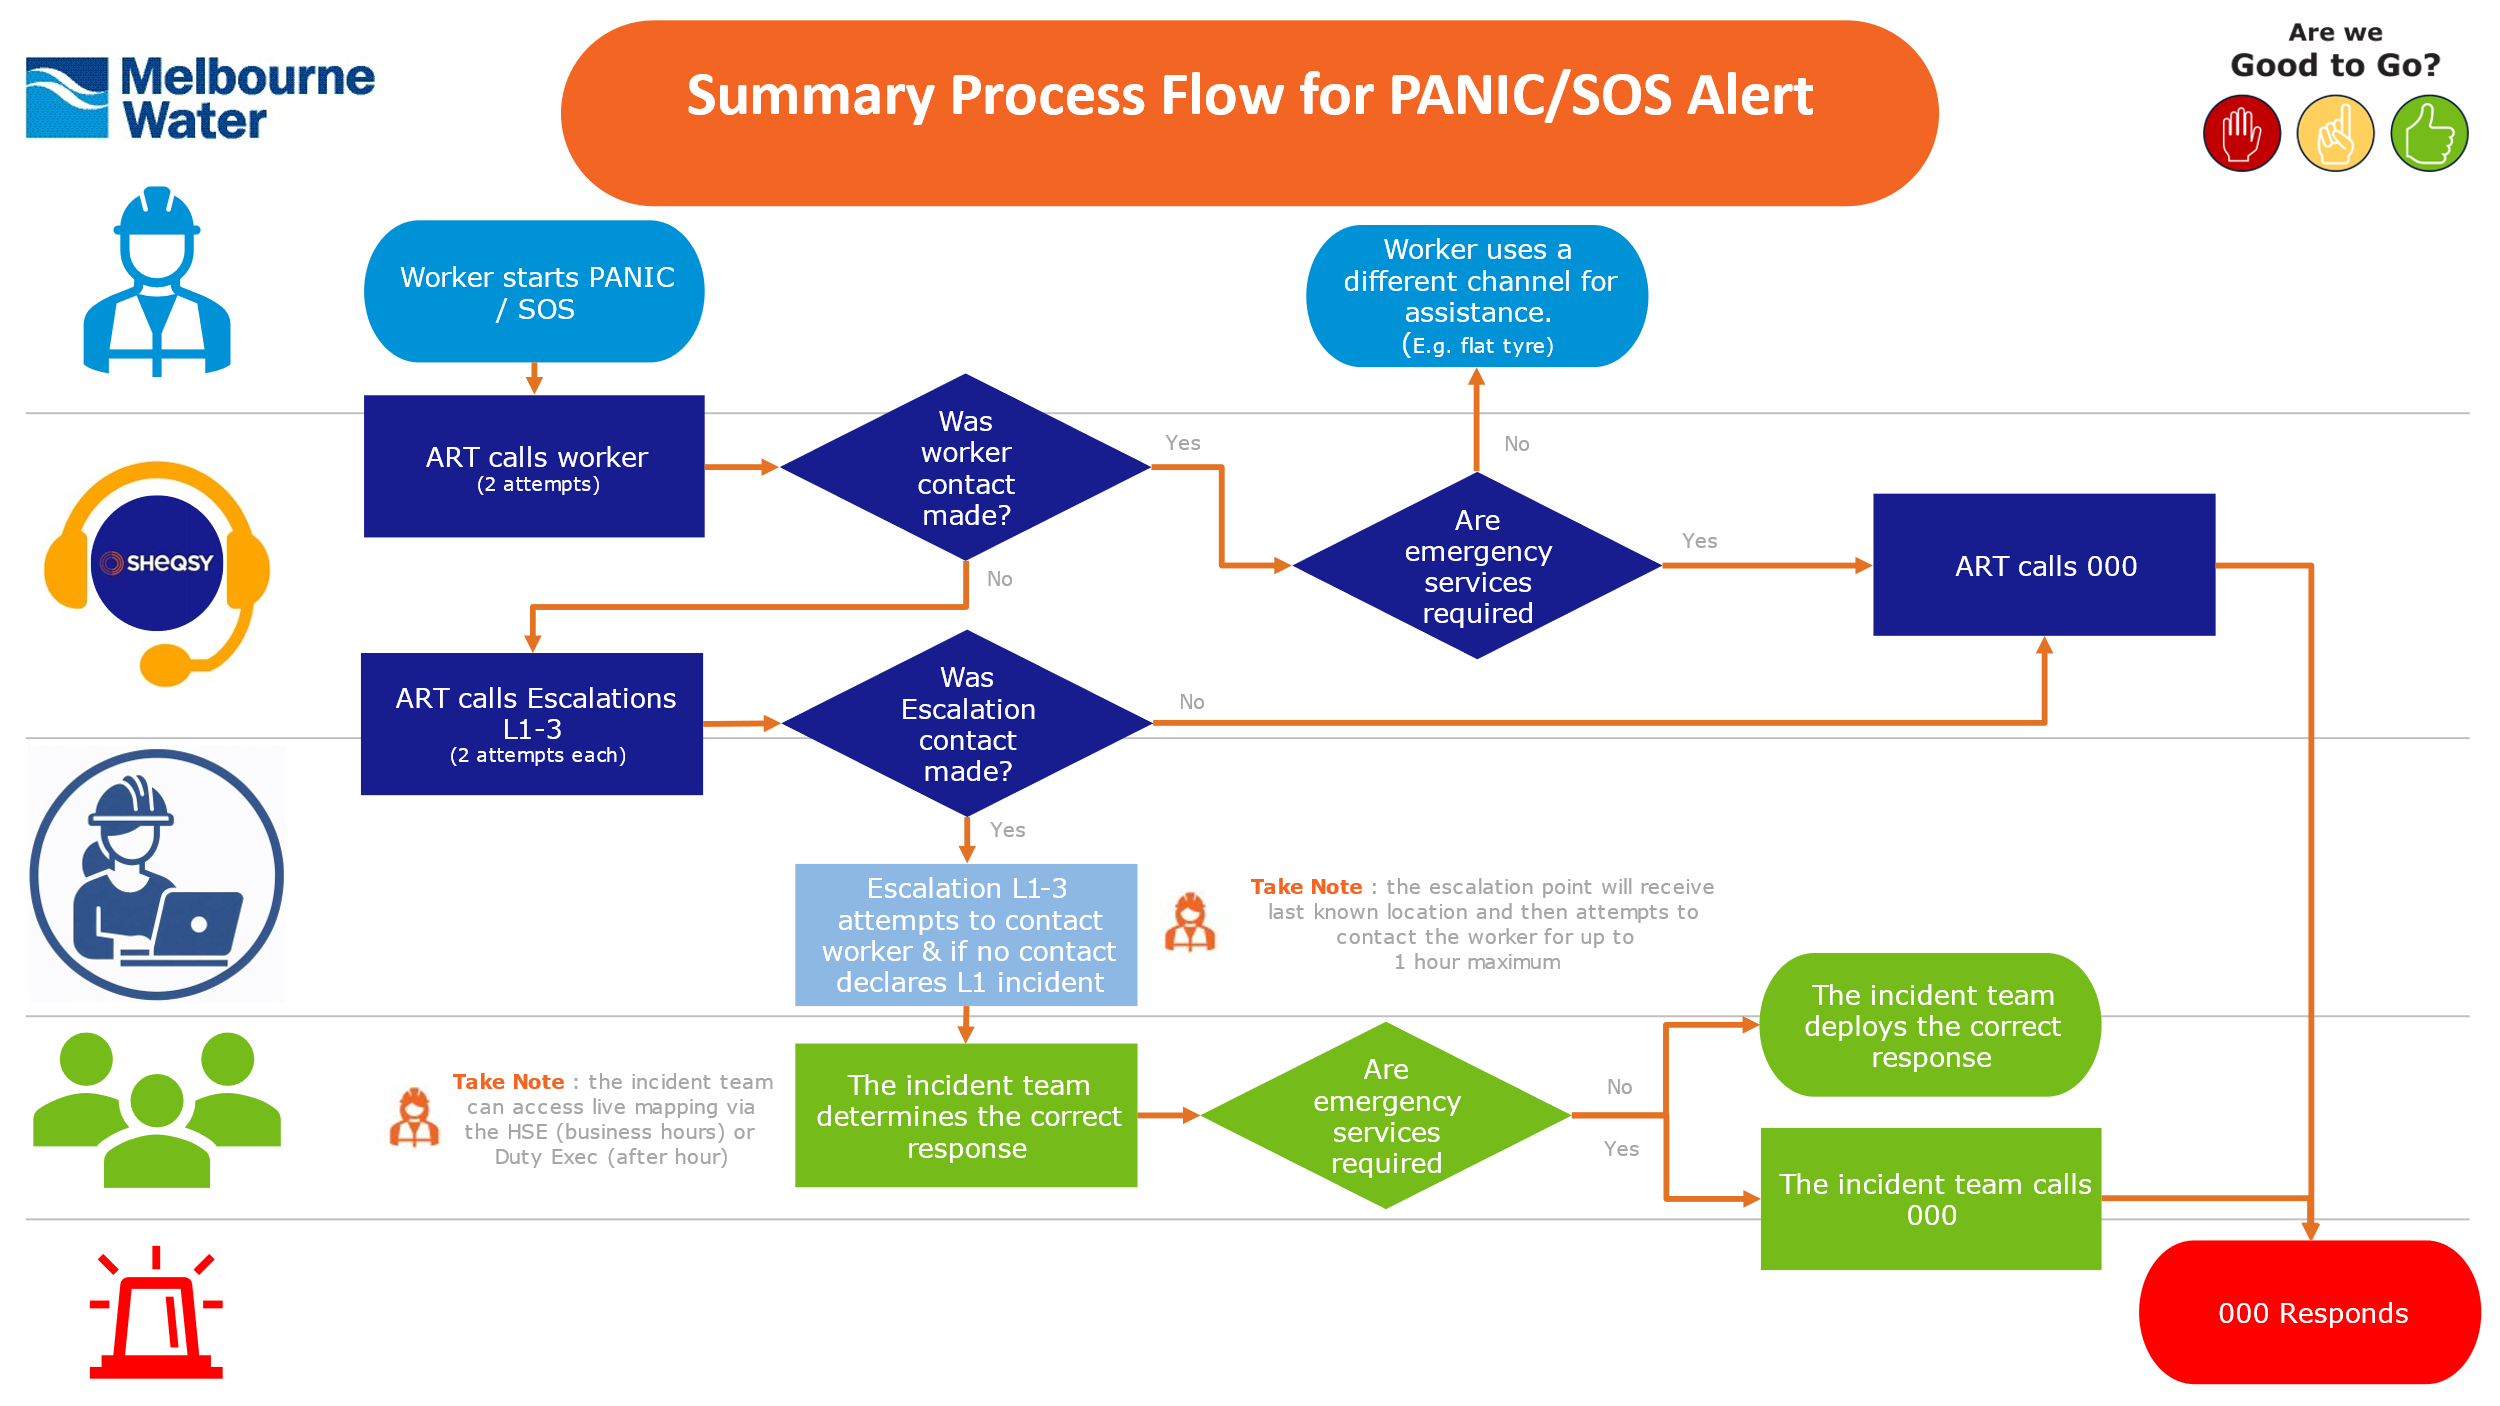 Melbourne
Water
Summary Process Flow for PANIC/SOS Alert
Are we
Good to Go?
Worker starts PANIC
/ SOS
Worker uses a
different channel for
assistance.
(E.g. flat tyre)
ART calls worker
(2 attempts)
Was
worker
contact
made?
Yes
No
No
Are
emergency
services
required
Yes
ART calls 000
SHEQSY
ART calls Escalations
L1-3
(2 attempts each)
Was
Escalation
contact
made?
No
Yes
Escalation L1-3
attempts to contact
worker & if no contact
declares L1 incident
Take Note : the escalation point will receive
last known location and then attempts to
contact the worker for up to
1 hour maximum
Take Note : the incident team
can access live mapping via
the HSE (business hours) or
Duty Exec (after hour)
The incident team
determines the correct
response
Are
emergency
services
required
No
Yes
The incident team
deploys the correct
response
The incident team calls
000
000 Responds